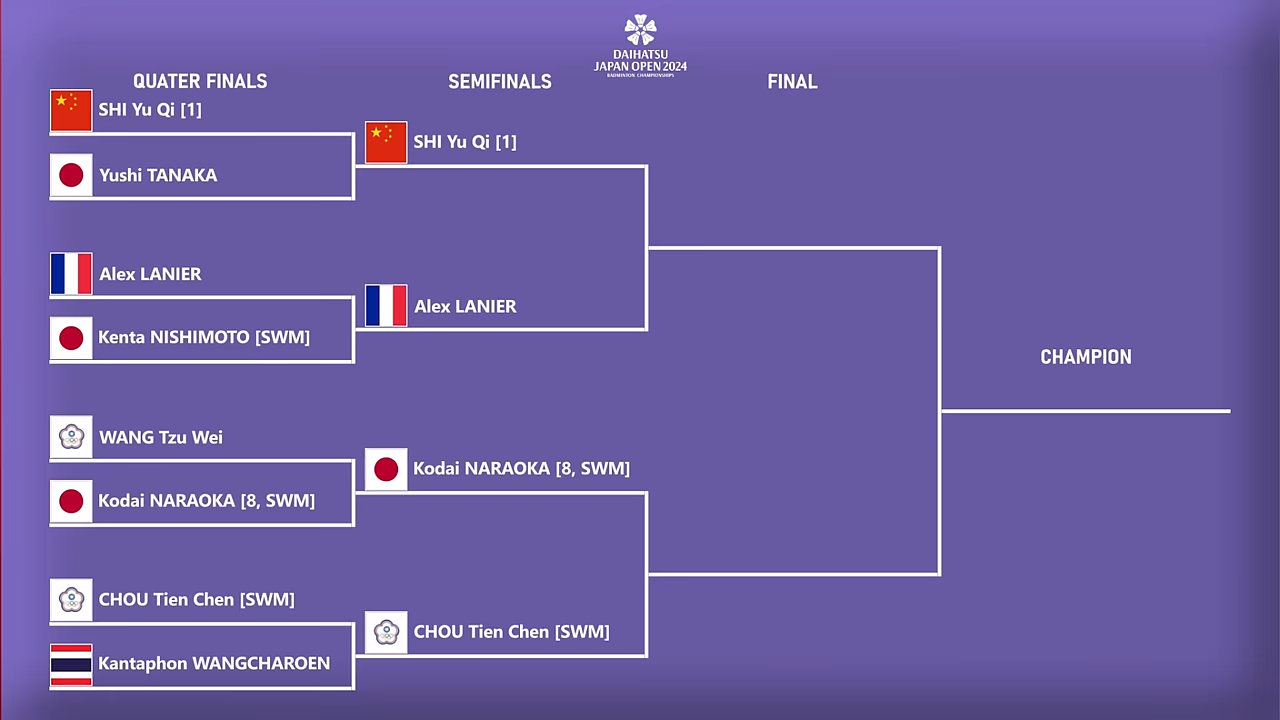 DAIHATSU
JAPAN OPEN 2024
BADMINTON CHAMPIONSHIPS
QUATER FINALS
SEMIFINALS
FINAL
SHI Yu Qi [1]
Yushi TANAKA
Alex LANIER
Kenta NISHIMOTO [SWM]
WANG Tzu Wei
Kodai NARAOKA [8, SWM]
CHOU Tien Chen [SWM]
Kantaphon WANGCHAROEN
SHI Yu Qi [1]
Alex LANIER
Kodai NARAOKA [8, SWM]
CHOU Tien Chen [SWM]
CHAMPION